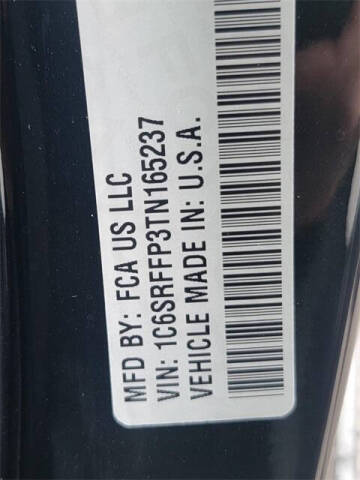 MFD BY: FCA US LLC
VIN: 1C6SRFFP3TN165237
VEHICLE MADE IN: U.S.A.